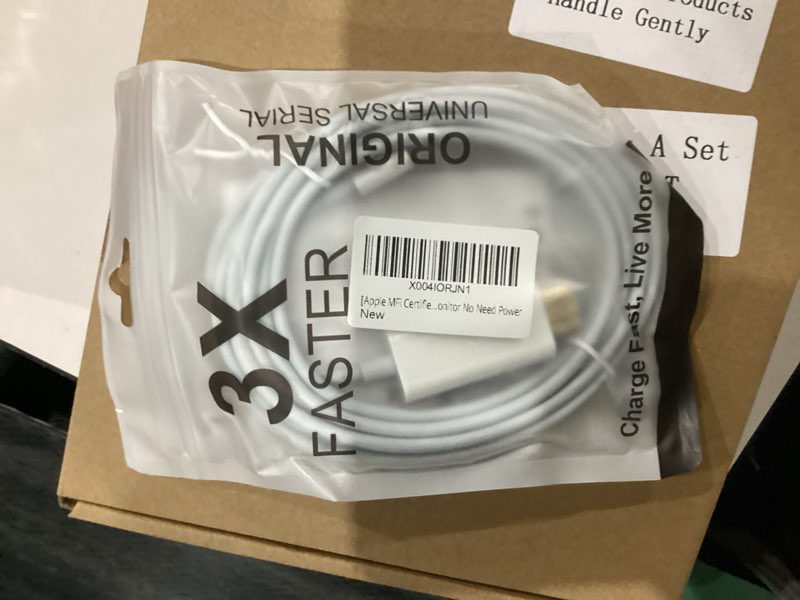 oducts
Handle Gently
A Set
UNIVERSAL SERIAL
ORIGINAL
3X
FASTER
X004IORJN1
[Apple MFi Certifie...onitor No Need Power
New
Charge Fast, Live More